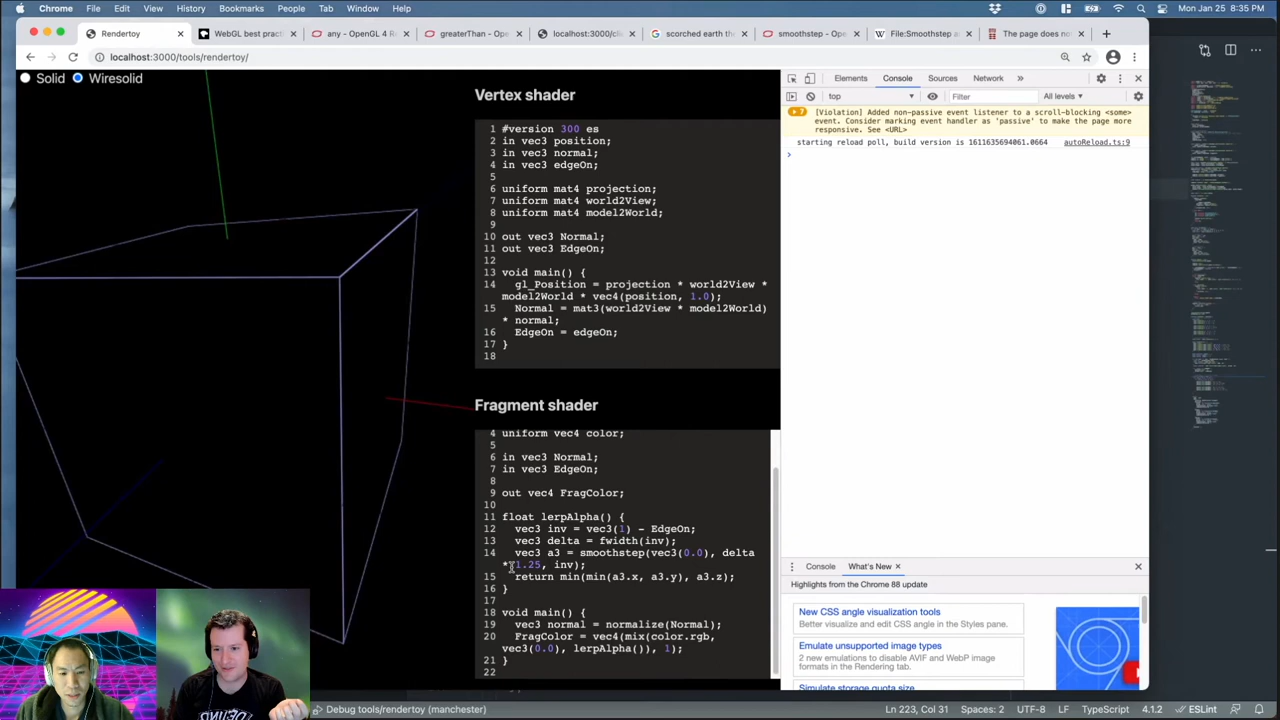 Chrome File Edit View History Bookmarks People Tab Window Help Mon Jan 25 8:35 PM
Rendertoy
WebGL best prac
any - OpenGL 4 Re
greaterThan - Ope
localhost:3000/cli
scorched earth the
smoothstep - Open
File:Smoothstep a
The page does no
localhost:3000/tools/rendertoy/
Solid Wiresolid
Vertex shader
1 #version 300 es
2 in vec3 position;
3 in vec3 normal;
4 in vec3 edgeOn;
5
6 uniform mat4 projection;
7 uniform mat4 world2View;
8 uniform mat4 model2World;
9
10 out vec3 Normal;
11 out vec3 EdgeOn;
12
13 void main() {
14 gl_Position = projection * world2View *
model2World * vec4(position, 1.0);
15 Normal = mat3(world2View * model2World)
* normal;
16 EdgeOn = edgeOn;
17 }
18
Fragment shader
4 uniform vec4 color;
5
6 in vec3 Normal;
7 in vec3 EdgeOn;
8
9 out vec4 FragColor;
10
11 float lerpAlpha() {
12 vec3 inv = vec3(1) - EdgeOn;
13 vec3 delta = fwidth(inv);
14 vec3 a3 = smoothstep(vec3(0.0), delta
* 1.25, inv);
15 return min(min(a3.x, a3.y), a3.z);
16 }
17
18 void main() {
19 vec3 normal = normalize(Normal);
20 FragColor = vec4(mix(color.rgb,
vec3(0.0), lerpAlpha()), 1);
21 }
22
Elements Console Sources Network »
top Filter All levels
7 [Violation] Added non-passive event listener to a scroll-blocking <some>
event. Consider marking event handler as 'passive' to make the page more
responsive. See <URL>
starting reload poll, build version is 1611635694061.0664 autoReload.ts:9
Console What's New
Highlights from the Chrome 88 update
New CSS angle visualization tools
Better visualize and edit CSS angle in the Styles pane.
Emulate unsupported image types
2 new emulations to disable AVIF and WebP image
formats in the Rendering tab.
Simulate storage quota size
Debug tools/rendertoy (manchester) Ln 223, Col 31 Spaces: 2 UTF-8 LF TypeScript 4.1.2 ESLint